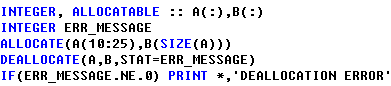 INTEGER, ALLOCATABLE :: A(:),B(:)
INTEGER ERR_MESSAGE
ALLOCATE(A(10:25),B(SIZE(A)))
DEALLOCATE(A,B,STAT=ERR_MESSAGE)
IF(ERR_MESSAGE.NE.0) PRINT *,'DEALLOCATION ERROR'